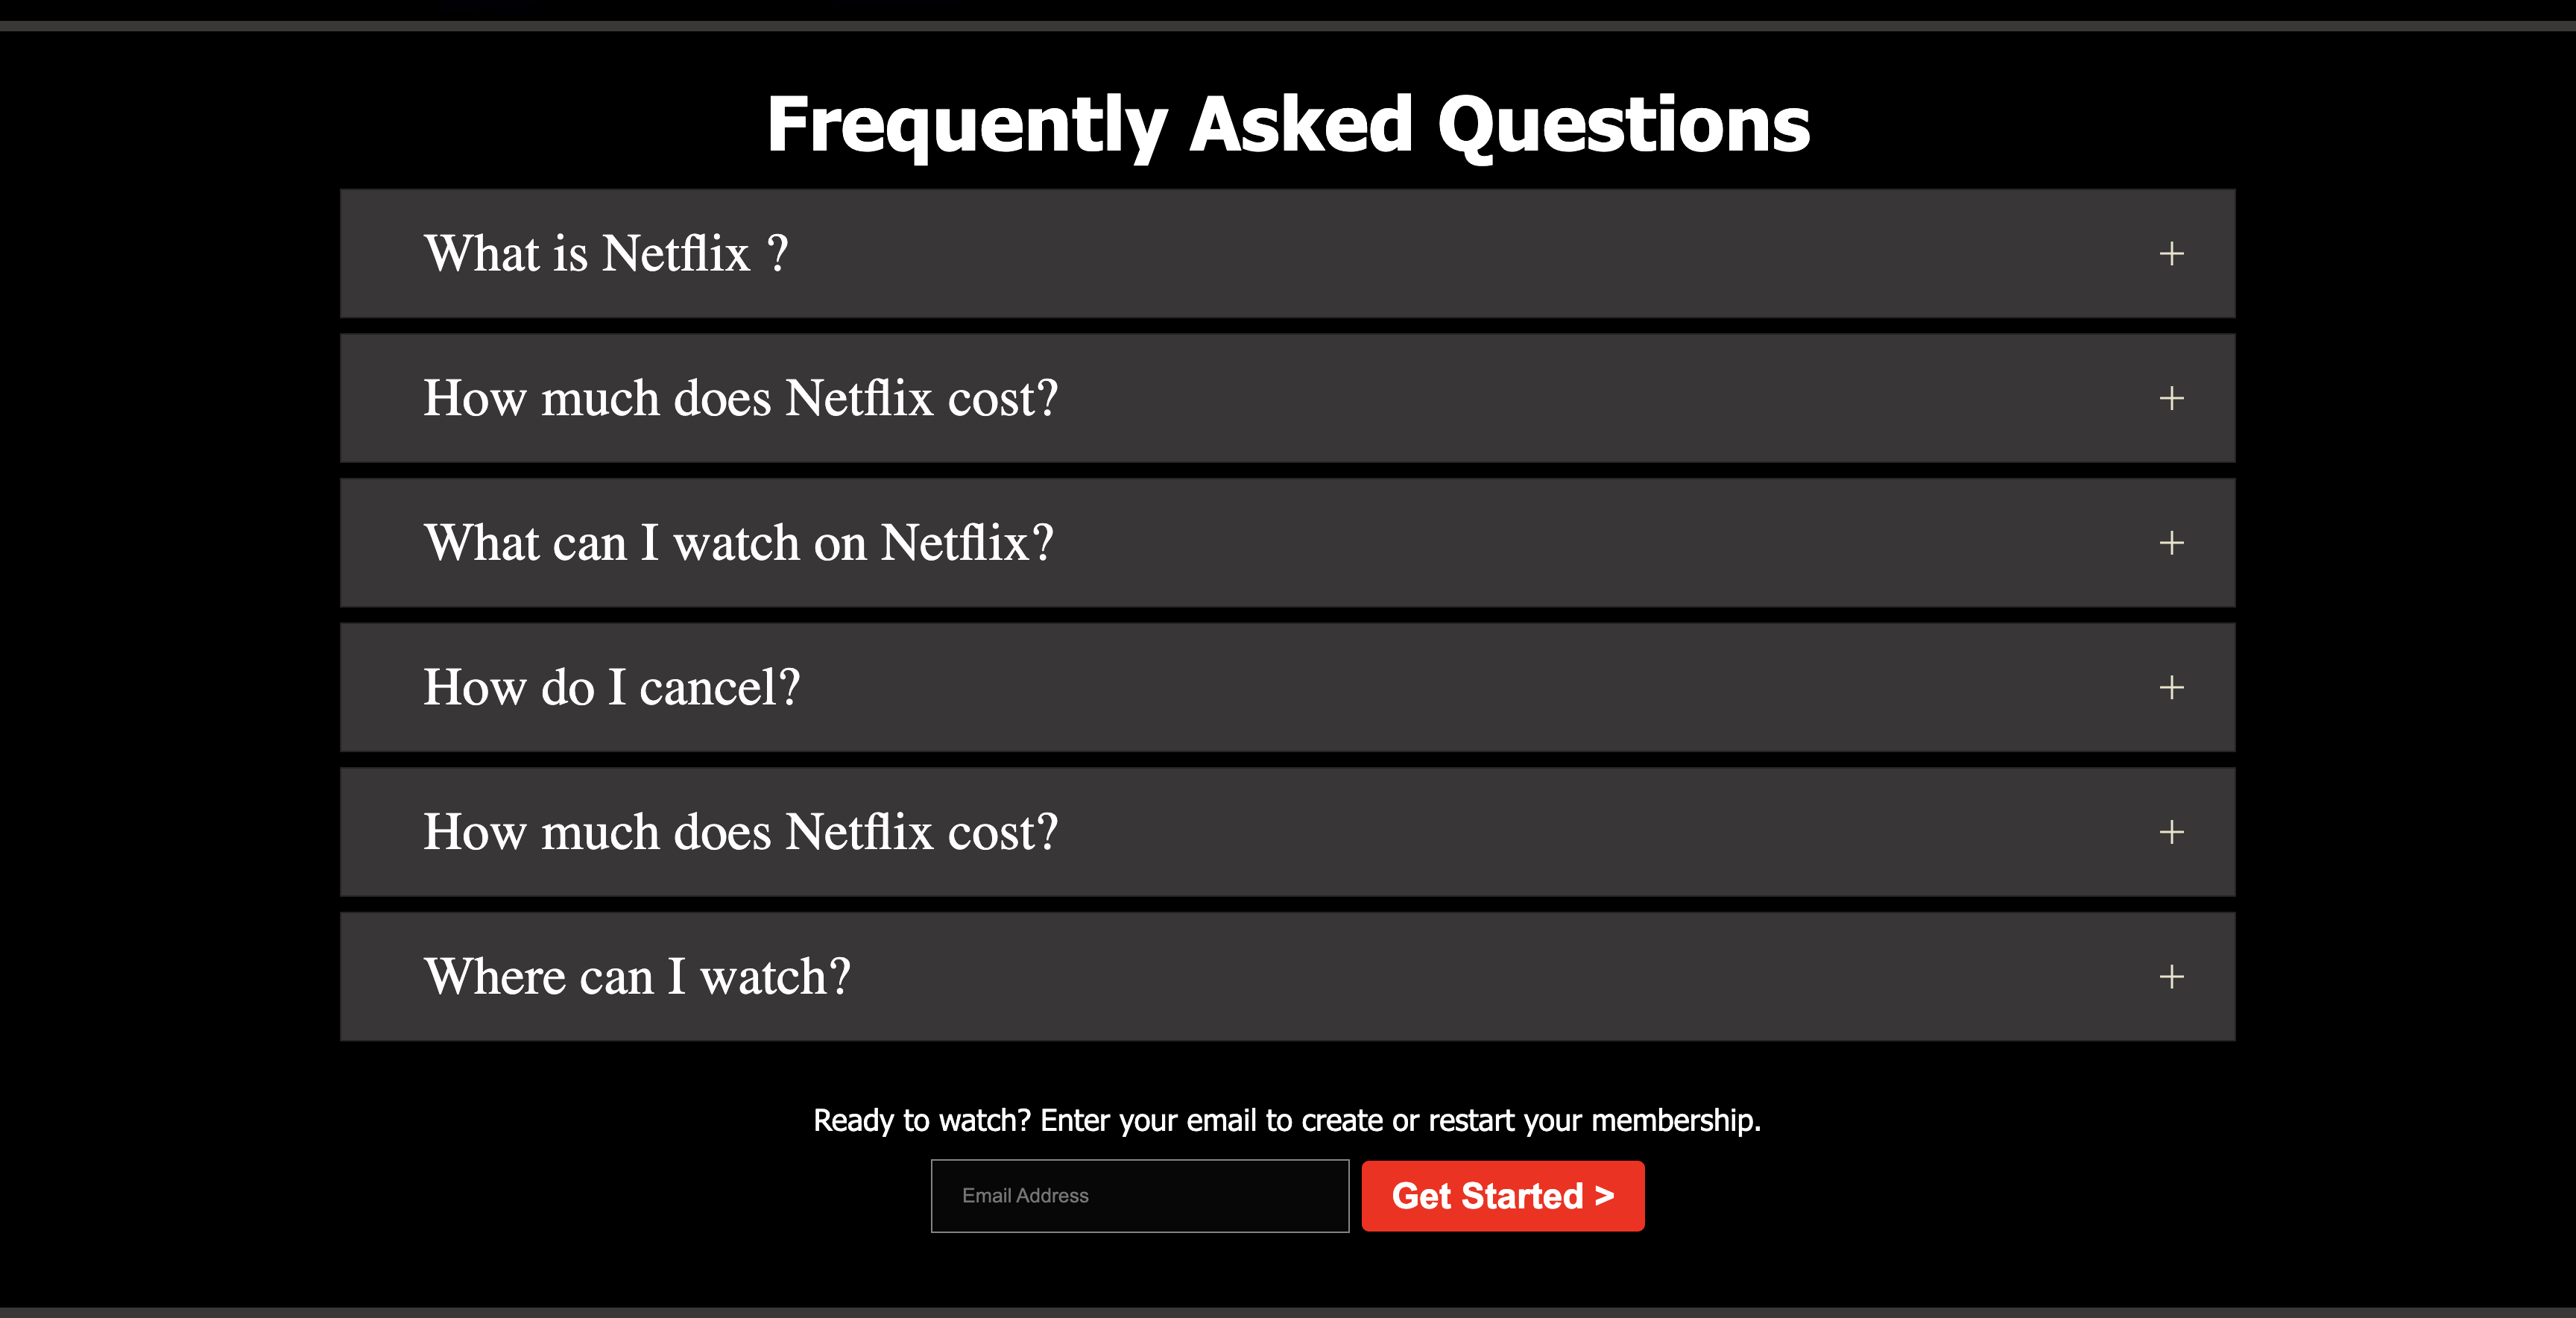 Frequently Asked Questions
What is Netflix ?
+
How much does Netflix cost?
+
What can I watch on Netflix?
+
How do I cancel?
+
How much does Netflix cost?
+
Where can I watch?
+
Ready to watch? Enter your email to create or restart your membership.
Email Address
Get Started >